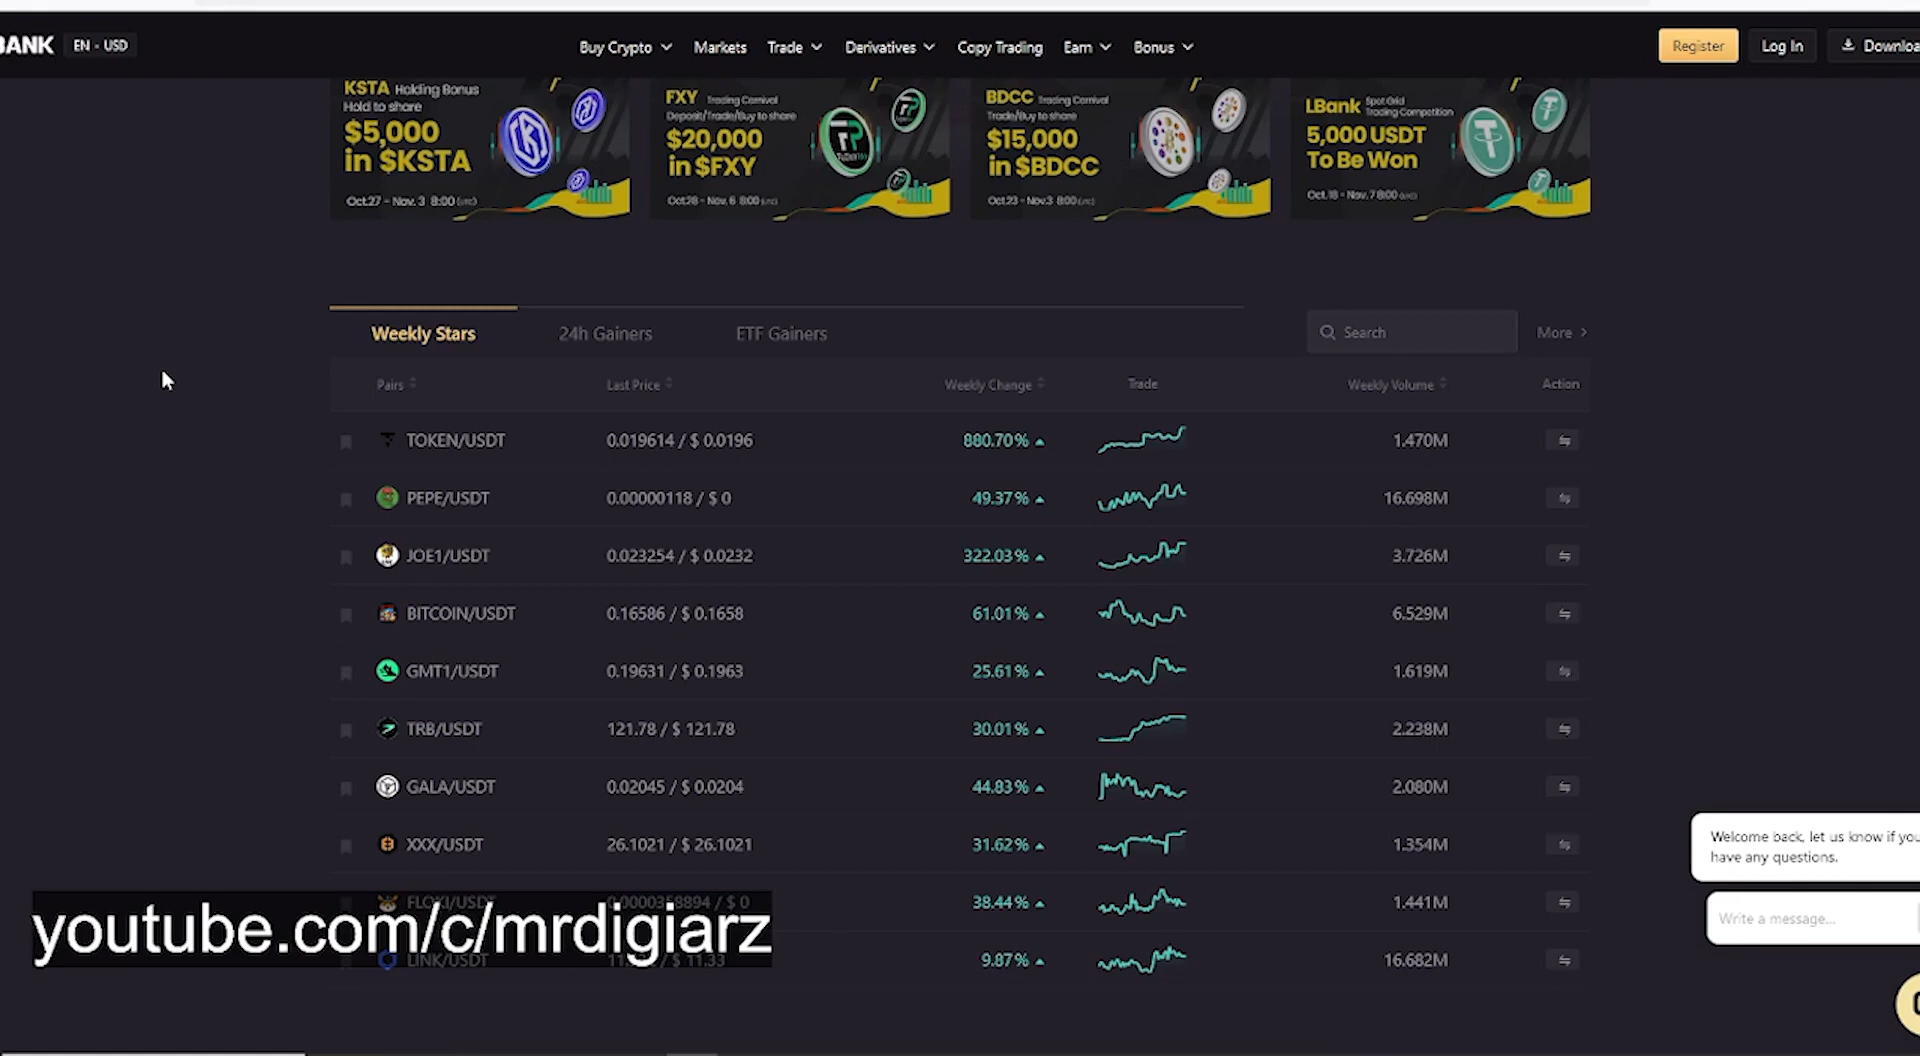 BANK EN - USD Buy Crypto Markets Trade Derivatives Copy Trading Earn Bonus Register Log In Downloa
KSTA Holding Bonus
Hold to share
$5,000
in $KSTA
Oct.27 - Nov. 3 8:00 (UTC)
FXY Trading Carnival
Deposit/Trade/Buy to share
$20,000
in $FXY
Oct.28 - Nov. 6 8:00 (UTC)
BDCC Trading Carnival
Trade/Buy to share
$15,000
in $BDCC
Oct.23 - Nov.3 8:00 (UTC)
LBank Spot Grid
Trading Competition
5,000 USDT
To Be Won
Oct. 18 - Nov. 7 8:00 (UTC)
Weekly Stars 24h Gainers ETF Gainers Search More >
Pairs Last Price Weekly Change Trade Weekly Volume Action
TOKEN/USDT 0.019614 / $ 0.0196 880.70% 1.470M
PEPE/USDT 0.00000118 / $ 0 49.37% 16.698M
JOE1/USDT 0.023254 / $ 0.0232 322.03% 3.726M
BITCOIN/USDT 0.16586 / $ 0.1658 61.01% 6.529M
GMT1/USDT 0.19631 / $ 0.1963 25.61% 1.619M
TRB/USDT 121.78 / $ 121.78 30.01% 2.238M
GALA/USDT 0.02045 / $ 0.0204 44.83% 2.080M
XXX/USDT 26.1021 / $ 26.1021 31.62% 1.354M
FLOKI/USDT 38.44% 1.441M
LINK/USDT $ 11.33 9.87% 16.682M
youtube.com/c/mrdigiarz
Welcome back, let us know if you
have any questions.
Write a message...